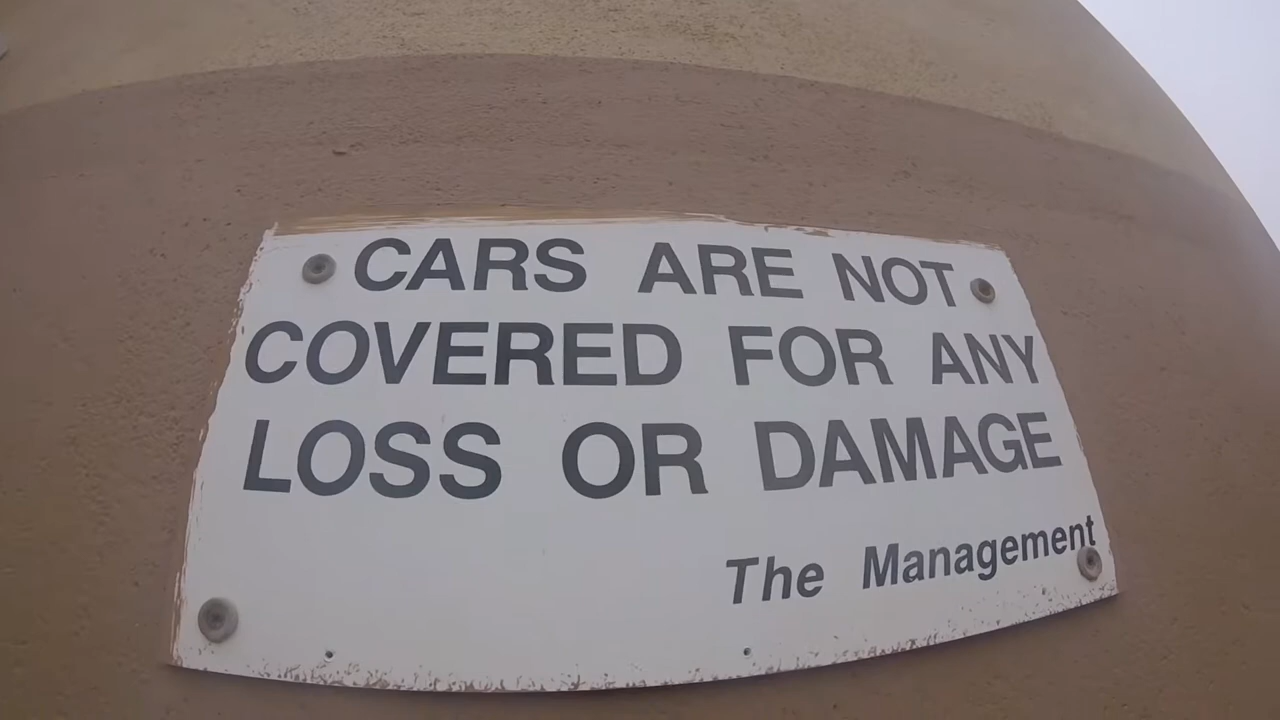 CARS ARE NOT
COVERED FOR ANY
LOSS OR DAMAGE
The Management